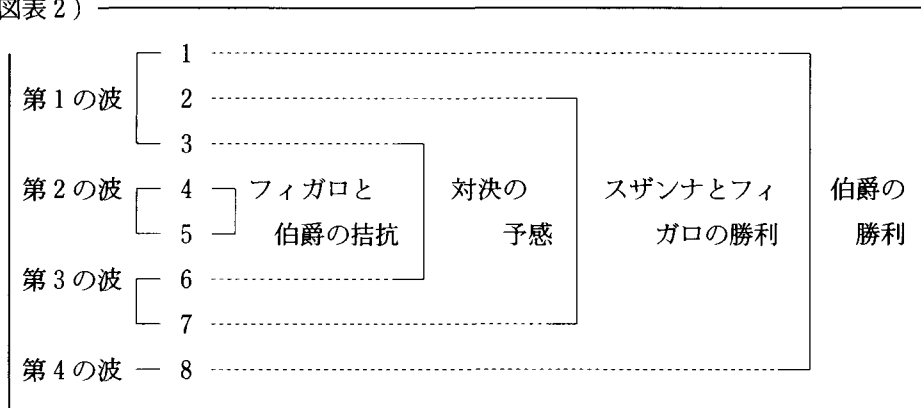 図表2)
1
第1の波 2
3
第2の波 4 フィガロと 対決の スザンナとフィ 伯爵の
5 伯爵の拮抗 予感 ガロの勝利 勝利
第3の波 6
7
第4の波 8